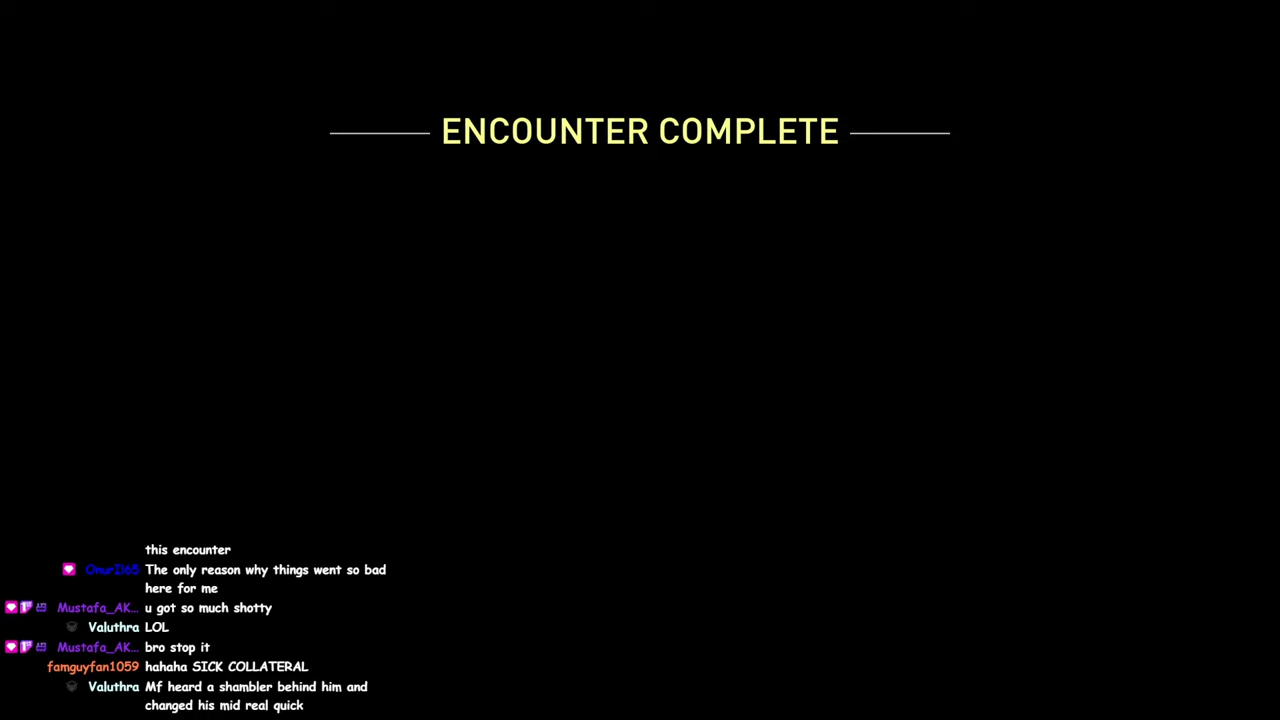 ENCOUNTER COMPLETE
this encounter
The only reason why things went so bad
here for me
Mustafa_AK... u got so much shotty
Valuthra LOL
Mustafa_AK... bro stop it
famguyfan1059 hahaha SICK COLLATERAL
Valuthra Mf heard a shambler behind him and
changed his mid real quick